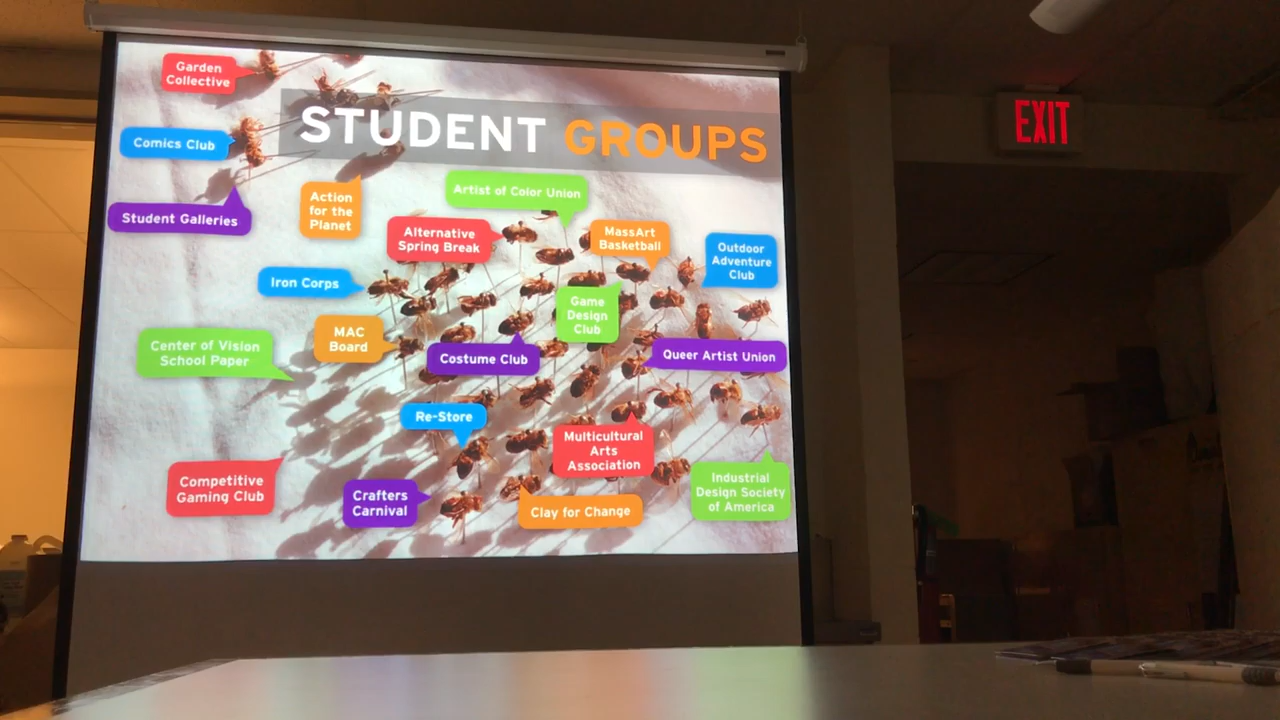 Garden
Collective
STUDENT GROUPS
Comics Club
Artist of Color Union
Action
for the
Planet
Student Galleries
Alternative
Spring Break
MassArt
Basketball
Outdoor
Adventure
Club
Iron Corps
Game
Design
Club
MAC
Board
Center of Vision
School Paper
Costume Club
Queer Artist Union
Re-Store
Multicultural
Arts
Association
Competitive
Gaming Club
Crafters
Carnival
Clay for Change
Industrial
Design Society
of America
EXIT